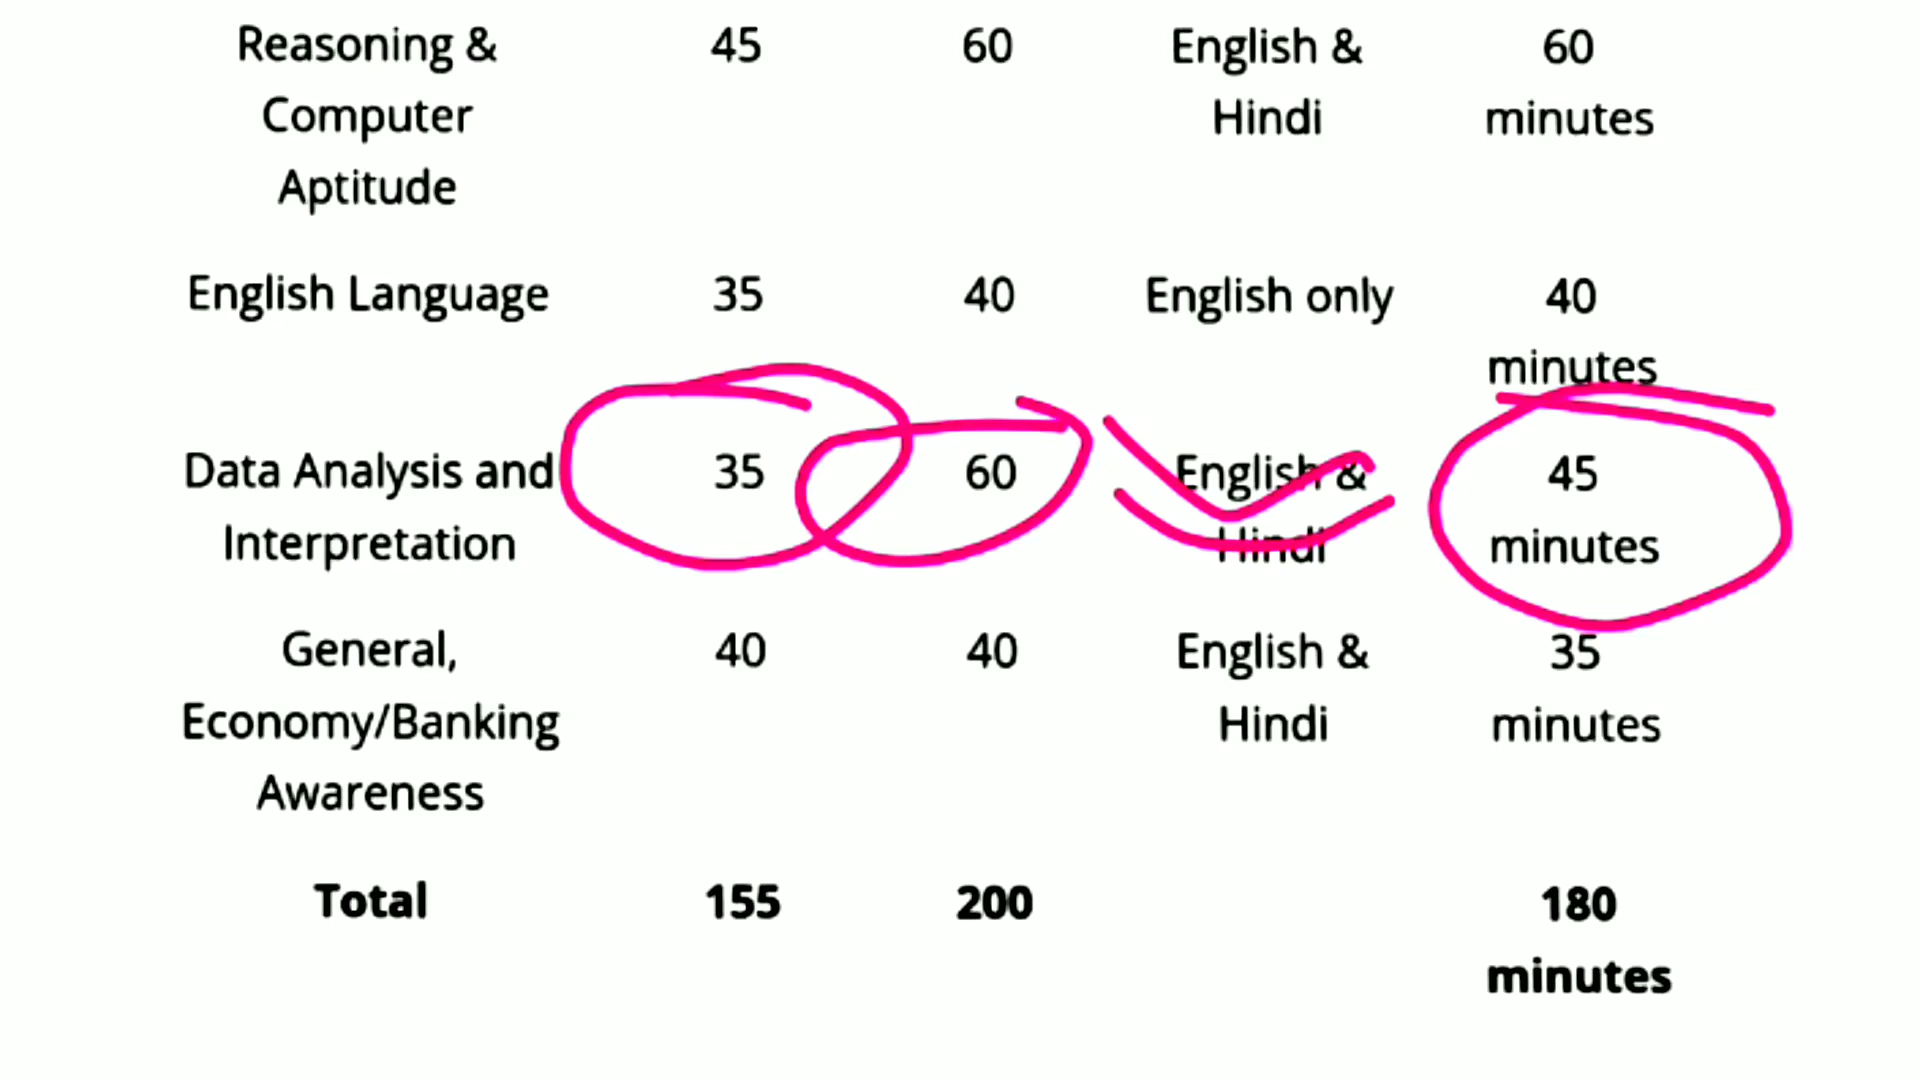 Reasoning & 45 60 English & 60
Computer Hindi minutes
Aptitude
English Language 35 40 English only 40
minutes
Data Analysis and 35 60 English & 45
Interpretation Hindi minutes
General, 40 40 English & 35
Economy/Banking Hindi minutes
Awareness
Total 155 200 180
minutes